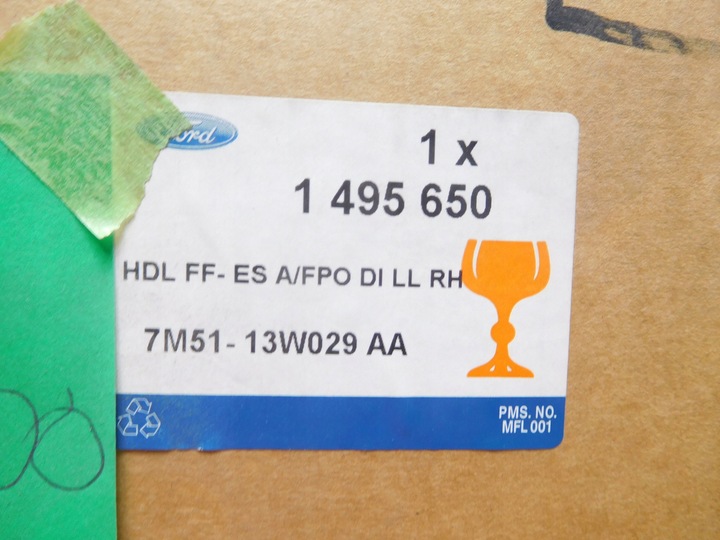 Ford
1 x
1 495 650
HDL FF- ES A/FPO DI LL RH
7M51- 13W029 AA
PMS. NO.
MFL 001